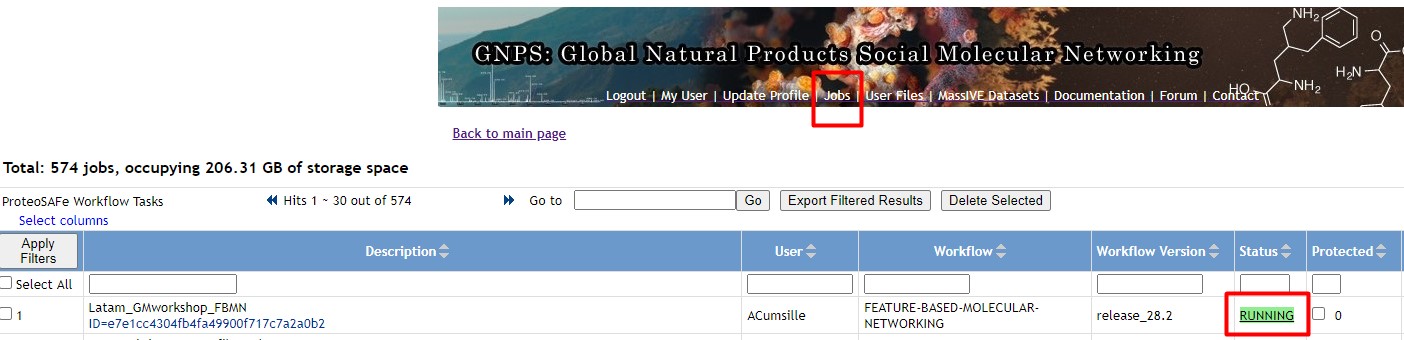 NH2
GNPS: Global Natural Products Social Molecular Networking
O
H2N
HO
NH2
Logout | My User | Update Profile | Jobs | User Files | MassIVE Datasets | Documentation | Forum | Contact
Back to main page
Total: 574 jobs, occupying 206.31 GB of storage space
ProteoSAFe Workflow Tasks
Hits 1 ~ 30 out of 574
Go to
Go
Export Filtered Results
Delete Selected
Select columns
Apply Filters
Description
User
Workflow
Workflow Version
Status
Protected
Select All
1
Latam_GMworkshop_FBMN
ID=e7e1cc4304fb4fa49900f717c7a2a0b2
ACumsille
FEATURE-BASED-MOLECULAR-
NETWORKING
release_28.2
RUNNING
0